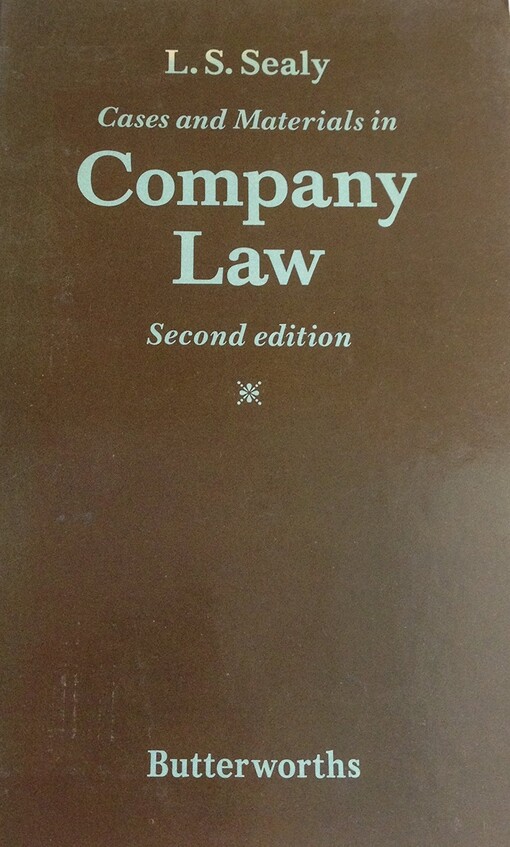 L. S. Sealy
Cases and Materials in
Company
Law
Second edition
Butterworths